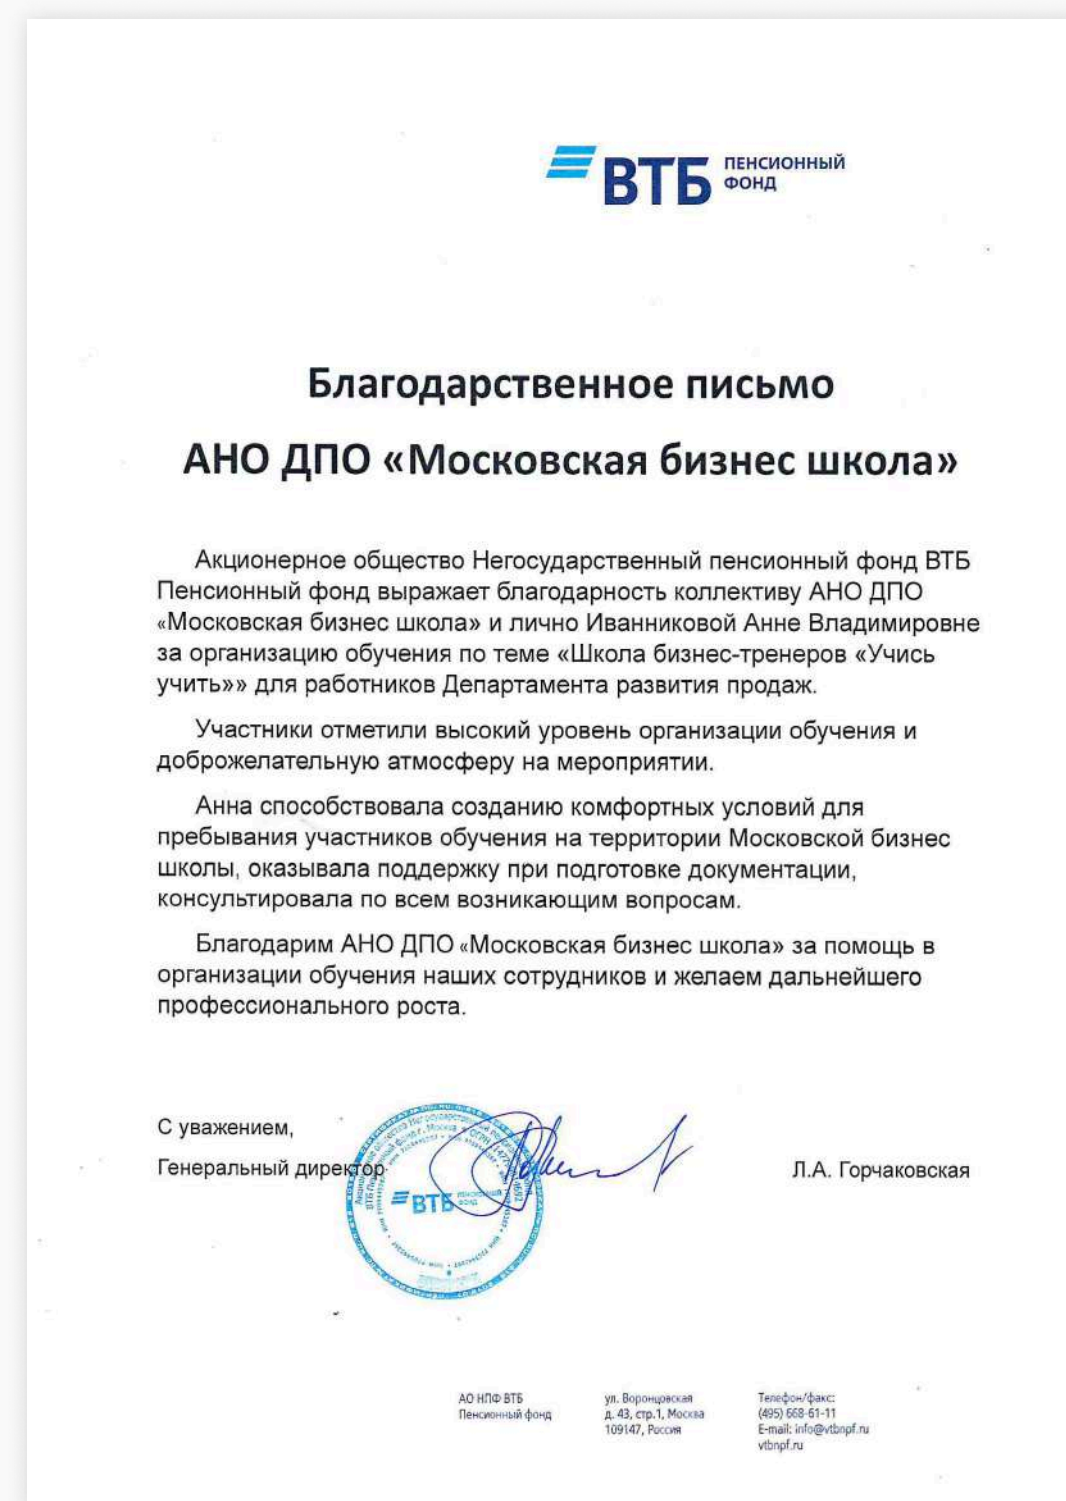 ВТБ ПЕНСИОННЫЙ
ФОНД
Благодарственное письмо
АНО ДПО «Московская бизнес школа»
Акционерное общество Негосударственный пенсионный фонд ВТБ
Пенсионный фонд выражает благодарность коллективу АНО ДПО
«Московская бизнес школа» и лично Иванниковой Анне Владимировне
за организацию обучения по теме «Школа бизнес-тренеров «Учись
учить»» для работников Департамента развития продаж.
Участники отметили высокий уровень организации обучения и
доброжелательную атмосферу на мероприятии.
Анна способствовала созданию комфортных условий для
пребывания участников обучения на территории Московской бизнес
школы, оказывала поддержку при подготовке документации,
консультировала по всем возникающим вопросам.
Благодарим АНО ДПО «Московская бизнес школа» за помощь в
организации обучения наших сотрудников и желаем дальнейшего
профессионального роста.
С уважением,
Генеральный директор
Л.А. Горчаковская
ВТБ ПЕНСИОННЫЙ
ФОНД
АО НПФ ВТБ
Пенсионный фонд
ул. Воронцовская
д. 43, стр.1, Москва
109147, Россия
Телефон/факс:
(495) 668-61-11
E-mail: info@vtbnpf.ru
vtbnpf.ru